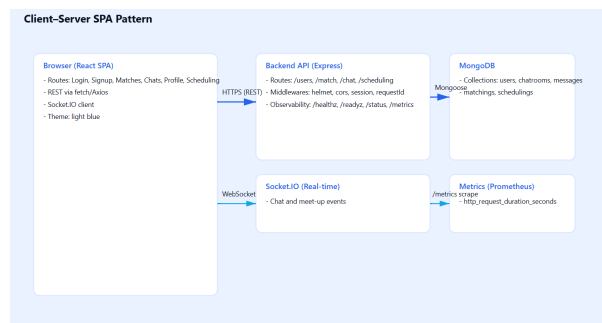 Client–Server SPA Pattern
Browser (React SPA)
- Routes: Login, Signup, Matches, Chats, Profile, Scheduling
- REST via fetch/Axios
- Socket.IO client
- Theme: light blue
HTTPS (REST)
Backend API (Express)
- Routes: /users, /match, /chat, /scheduling
- Middlewares: helmet, cors, session, requestId
- Observability: /healthz, /readyz, /status, /metrics
Mongoose
MongoDB
- Collections: users, chatrooms, messages
- matchings, schedulings
WebSocket
Socket.IO (Real-time)
- Chat and meet-up events
/metrics scrape
Metrics (Prometheus)
- http_request_duration_seconds